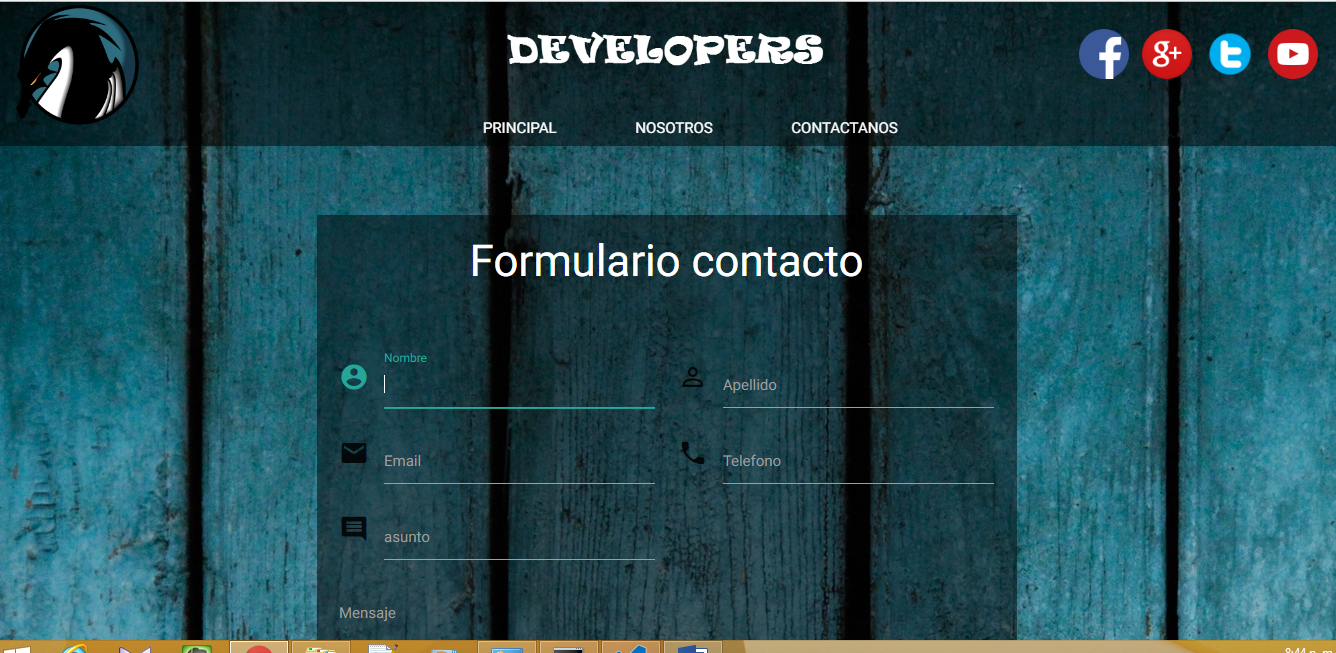 DEVELOPERS
f
g+
t
PRINCIPAL NOSOTROS CONTACTANOS
Formulario contacto
Nombre
Apellido
Email
Telefono
asunto
Mensaje